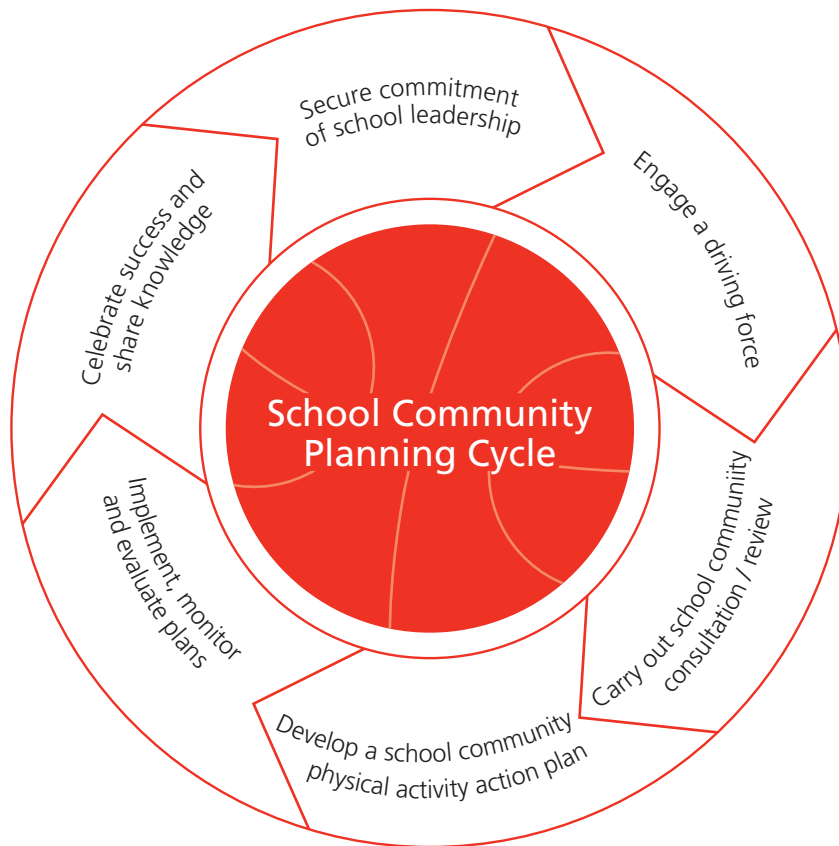 School Community
Planning Cycle
Secure commitment
of school leadership
Engage a driving force
Carry out school communiity
consultation / review
Develop a school community
physical activity action plan
Implement, monitor
and evaluate plans
Celebrate success and
share knowledge